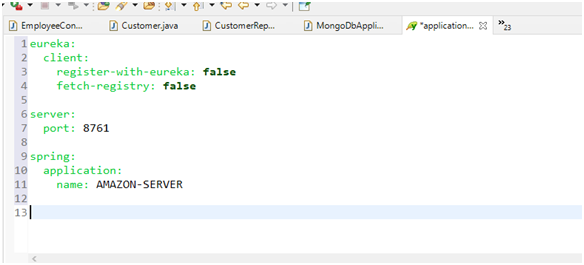 EmployeeCon...
Customer.java
CustomerRep...
MongoDbAppli...
*application...
»23
1 eureka:
2   client:
3     register-with-eureka: false
4     fetch-registry: false
5
6 server:
7   port: 8761
8
9 spring:
10   application:
11     name: AMAZON-SERVER
12
13